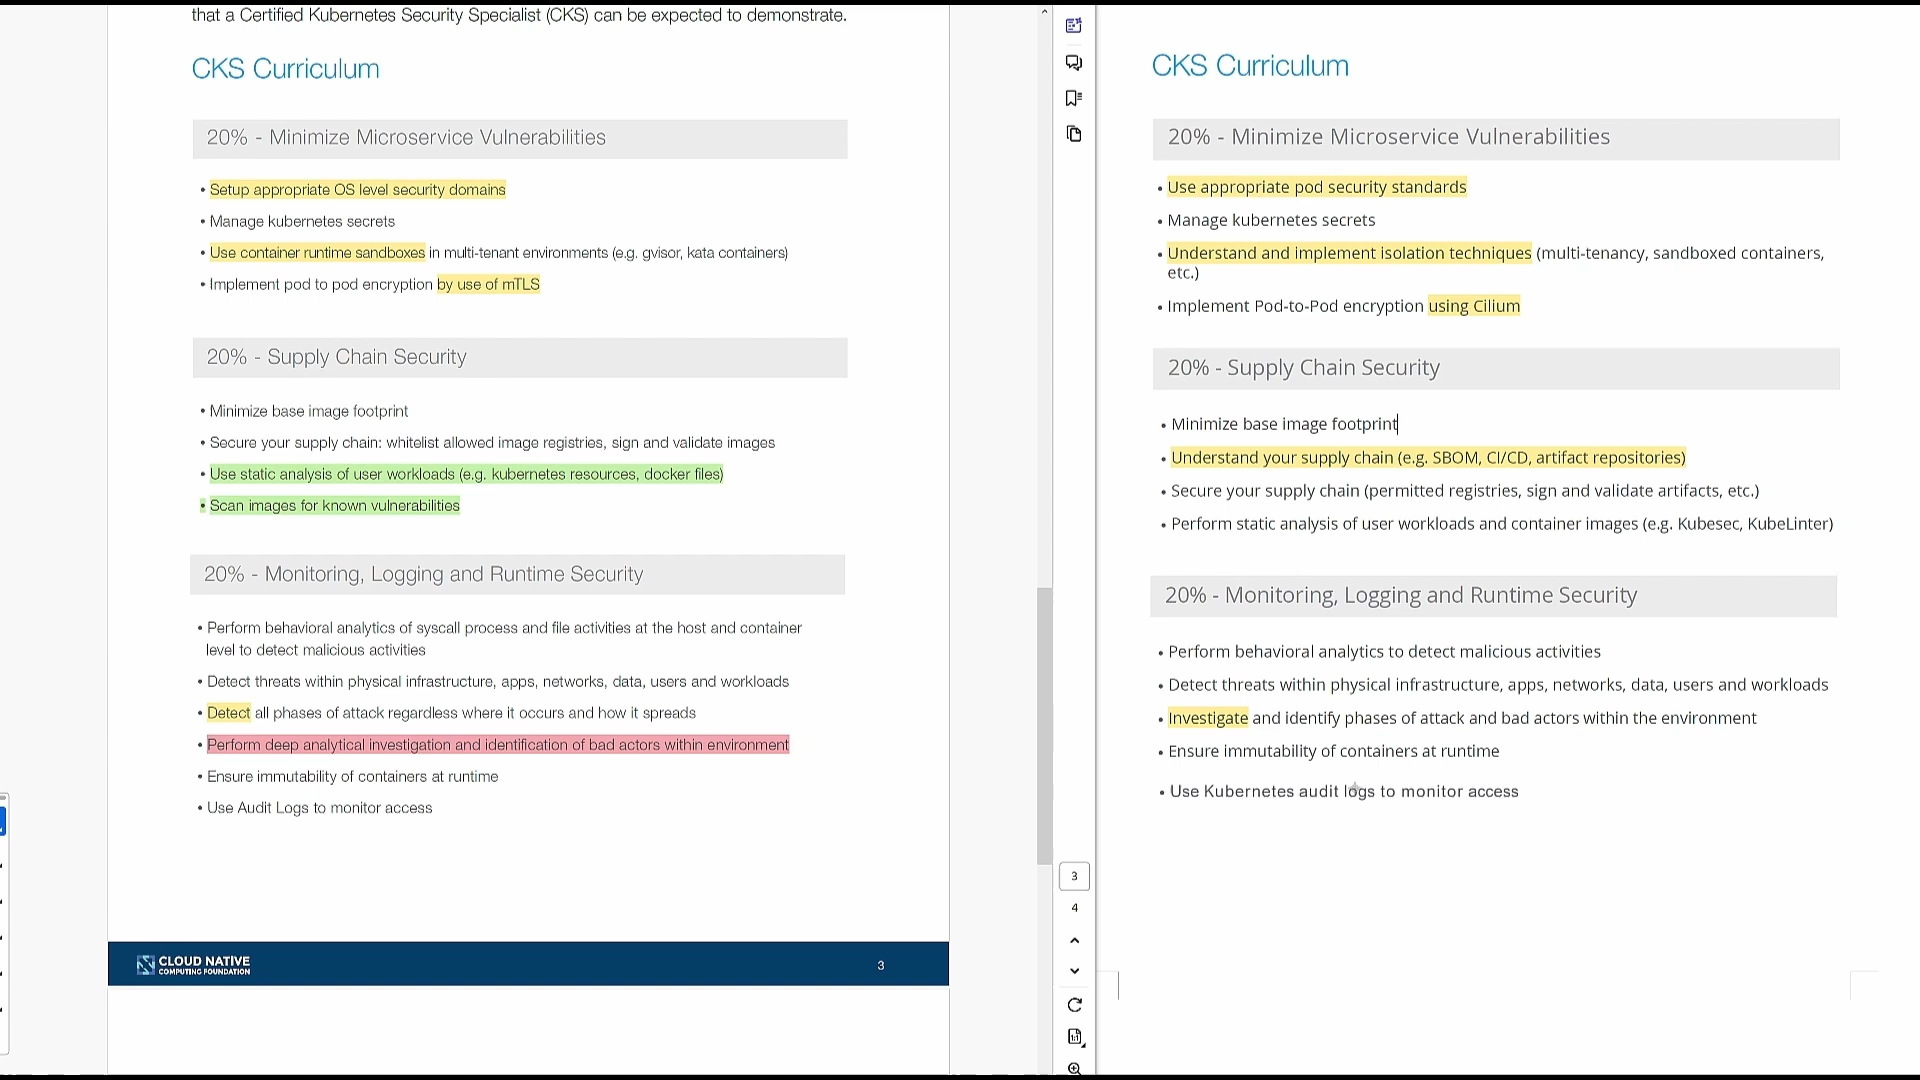 that a Certified Kubernetes Security Specialist (CKS) can be expected to demonstrate.
CKS Curriculum
20% - Minimize Microservice Vulnerabilities
• Setup appropriate OS level security domains
• Manage kubernetes secrets
• Use container runtime sandboxes in multi-tenant environments (e.g. gvisor, kata containers)
• Implement pod to pod encryption by use of mTLS
20% - Supply Chain Security
• Minimize base image footprint
• Secure your supply chain: whitelist allowed image registries, sign and validate images
• Use static analysis of user workloads (e.g. kubernetes resources, docker files)
• Scan images for known vulnerabilities
20% - Monitoring, Logging and Runtime Security
• Perform behavioral analytics of syscall process and file activities at the host and container
level to detect malicious activities
• Detect threats within physical infrastructure, apps, networks, data, users and workloads
• Detect all phases of attack regardless where it occurs and how it spreads
• Perform deep analytical investigation and identification of bad actors within environment
• Ensure immutability of containers at runtime
• Use Audit Logs to monitor access
CLOUD NATIVE
COMPUTING FOUNDATION
3
3
4
CKS Curriculum
20% - Minimize Microservice Vulnerabilities
• Use appropriate pod security standards
• Manage kubernetes secrets
• Understand and implement isolation techniques (multi-tenancy, sandboxed containers,
etc.)
• Implement Pod-to-Pod encryption using Cilium
20% - Supply Chain Security
• Minimize base image footprint
• Understand your supply chain (e.g. SBOM, CI/CD, artifact repositories)
• Secure your supply chain (permitted registries, sign and validate artifacts, etc.)
• Perform static analysis of user workloads and container images (e.g. Kubesec, KubeLinter)
20% - Monitoring, Logging and Runtime Security
• Perform behavioral analytics to detect malicious activities
• Detect threats within physical infrastructure, apps, networks, data, users and workloads
• Investigate and identify phases of attack and bad actors within the environment
• Ensure immutability of containers at runtime
• Use Kubernetes audit logs to monitor access